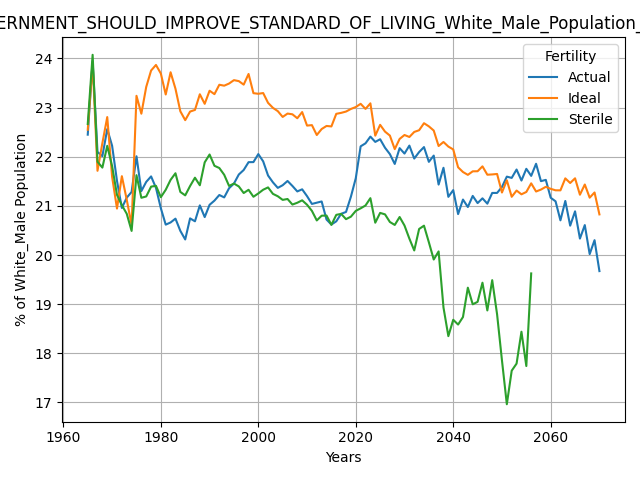 ERNMENT_SHOULD_IMPROVE_STANDARD_OF_LIVING_White_Male_Population_
Fertility
Actual
Ideal
Sterile
% of White_Male Population
24
23
22
21
20
19
18
17
1960
1980
2000
2020
2040
2060
Years